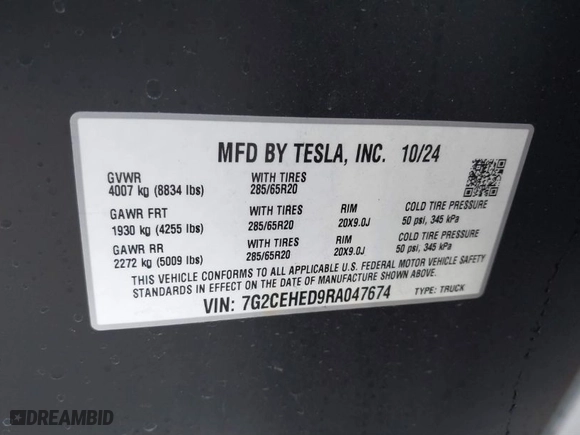 MFD BY TESLA, INC. 10/24
GVWR WITH TIRES
4007 kg (8834 lbs) 285/65R20
GAWR FRT WITH TIRES RIM COLD TIRE PRESSURE
1930 kg (4255 lbs) 285/65R20 20X9.0J 50 psi, 345 kPa
GAWR RR WITH TIRES RIM COLD TIRE PRESSURE
2272 kg (5009 lbs) 285/65R20 20X9.0J 50 psi, 345 kPa
THIS VEHICLE CONFORMS TO ALL APPLICABLE U.S. FEDERAL MOTOR VEHICLE SAFETY
STANDARDS IN EFFECT ON THE DATE OF MANUFACTURE SHOWN ABOVE.
VIN: 7G2CEHED9RA047674 TYPE: TRUCK
DREAMBID